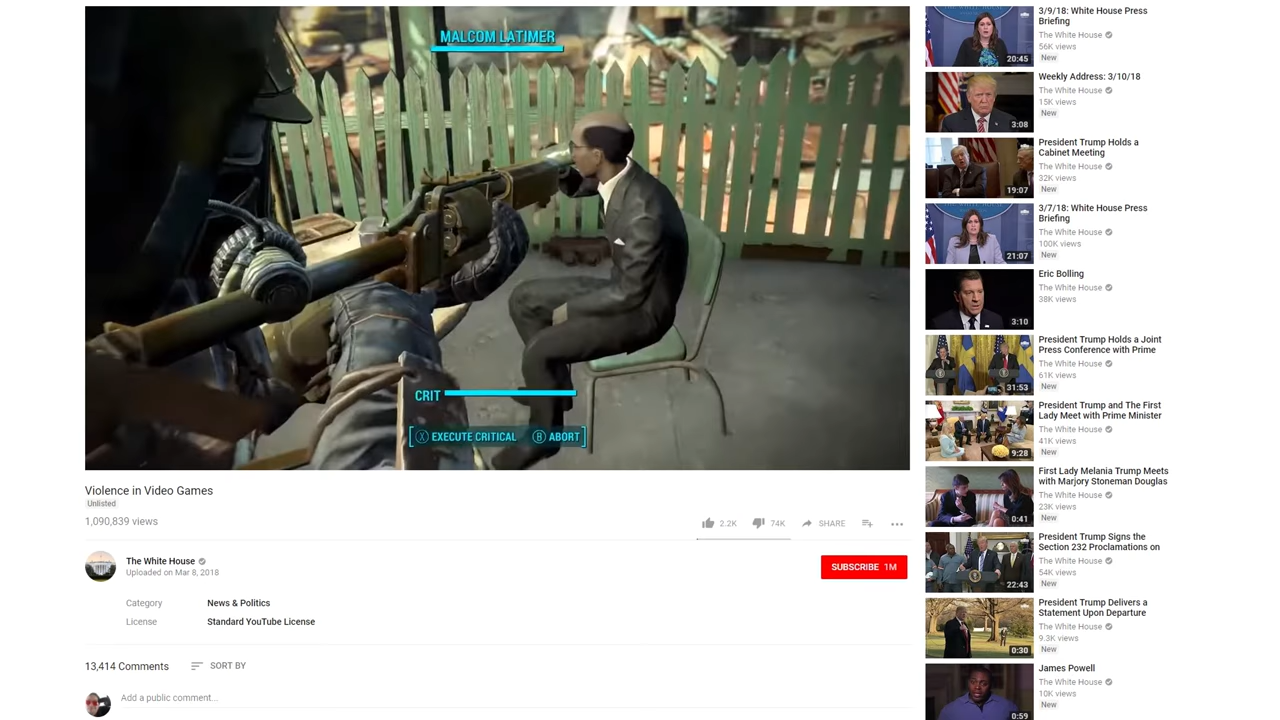 MALCOM LATIMER
CRIT
[ⓧ EXECUTE CRITICAL Ⓑ ABORT]
Violence in Video Games
Unlisted
1,090,839 views
2.2K
74K
SHARE
The White House
Uploaded on Mar 8, 2018
SUBSCRIBE 1M
Category News & Politics
License Standard YouTube License
13,414 Comments
SORT BY
Add a public comment...
3/9/18: White House Press
Briefing
The White House
56K views
New
20:45
Weekly Address: 3/10/18
The White House
15K views
New
3:08
President Trump Holds a
Cabinet Meeting
The White House
32K views
New
19:07
3/7/18: White House Press
Briefing
The White House
100K views
New
21:07
Eric Bolling
The White House
38K views
3:10
President Trump Holds a Joint
Press Conference with Prime
The White House
61K views
New
31:53
President Trump and The First
Lady Meet with Prime Minister
The White House
41K views
New
9:28
First Lady Melania Trump Meets
with Marjory Stoneman Douglas
The White House
23K views
New
0:41
President Trump Signs the
Section 232 Proclamations on
The White House
54K views
New
22:43
President Trump Delivers a
Statement Upon Departure
The White House
9.3K views
New
0:30
James Powell
The White House
10K views
New
0:59